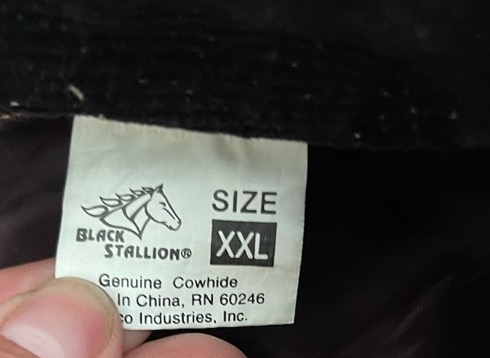 BLACK
STALLION®
SIZE
XXL
Genuine Cowhide
In China, RN 60246
Industries, Inc.